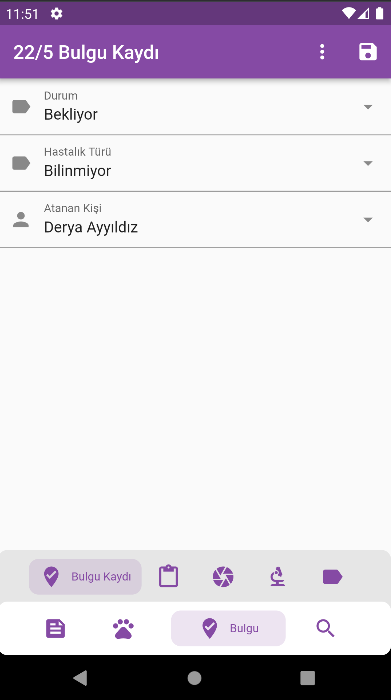 11:51
22/5 Bulgu Kaydı
Durum
Bekliyor
Hastalık Türü
Bilinmiyor
Atanan Kişi
Derya Ayyıldız
Bulgu Kaydı
Bulgu